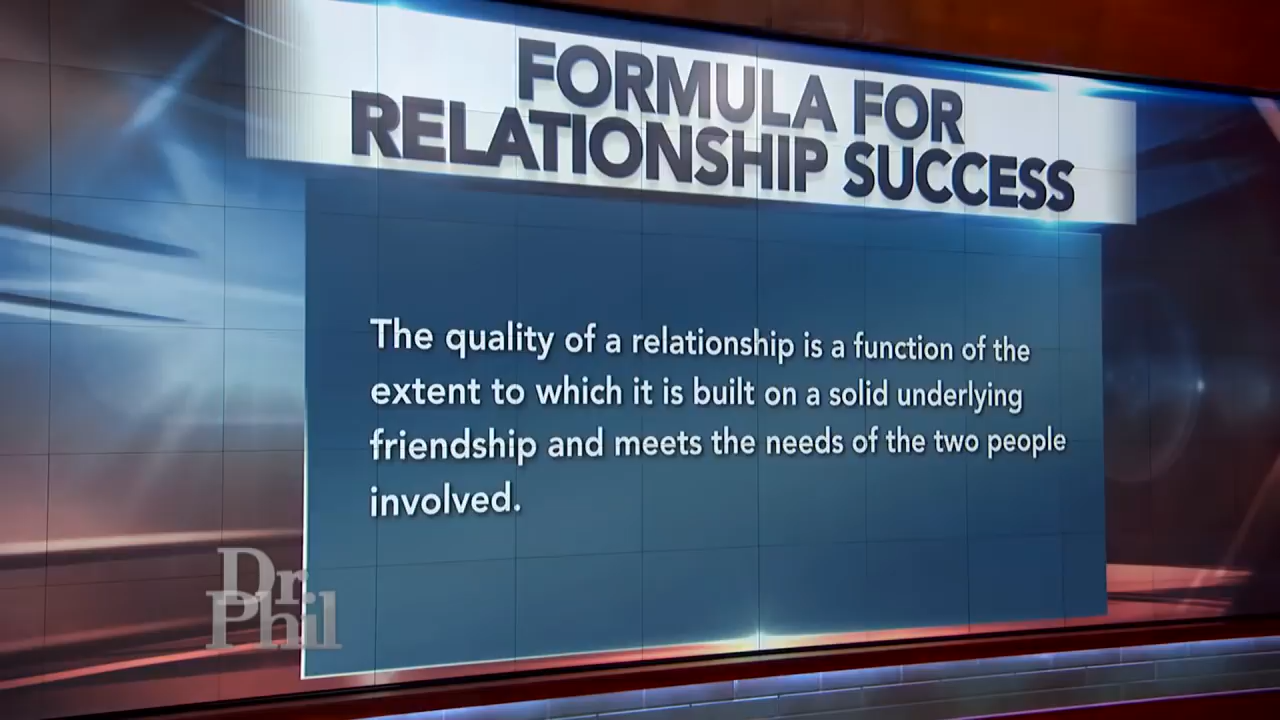 FORMULA FOR
RELATIONSHIP SUCCESS
The quality of a relationship is a function of the
extent to which it is built on a solid underlying
friendship and meets the needs of the two people
involved.
Dr.
Phil